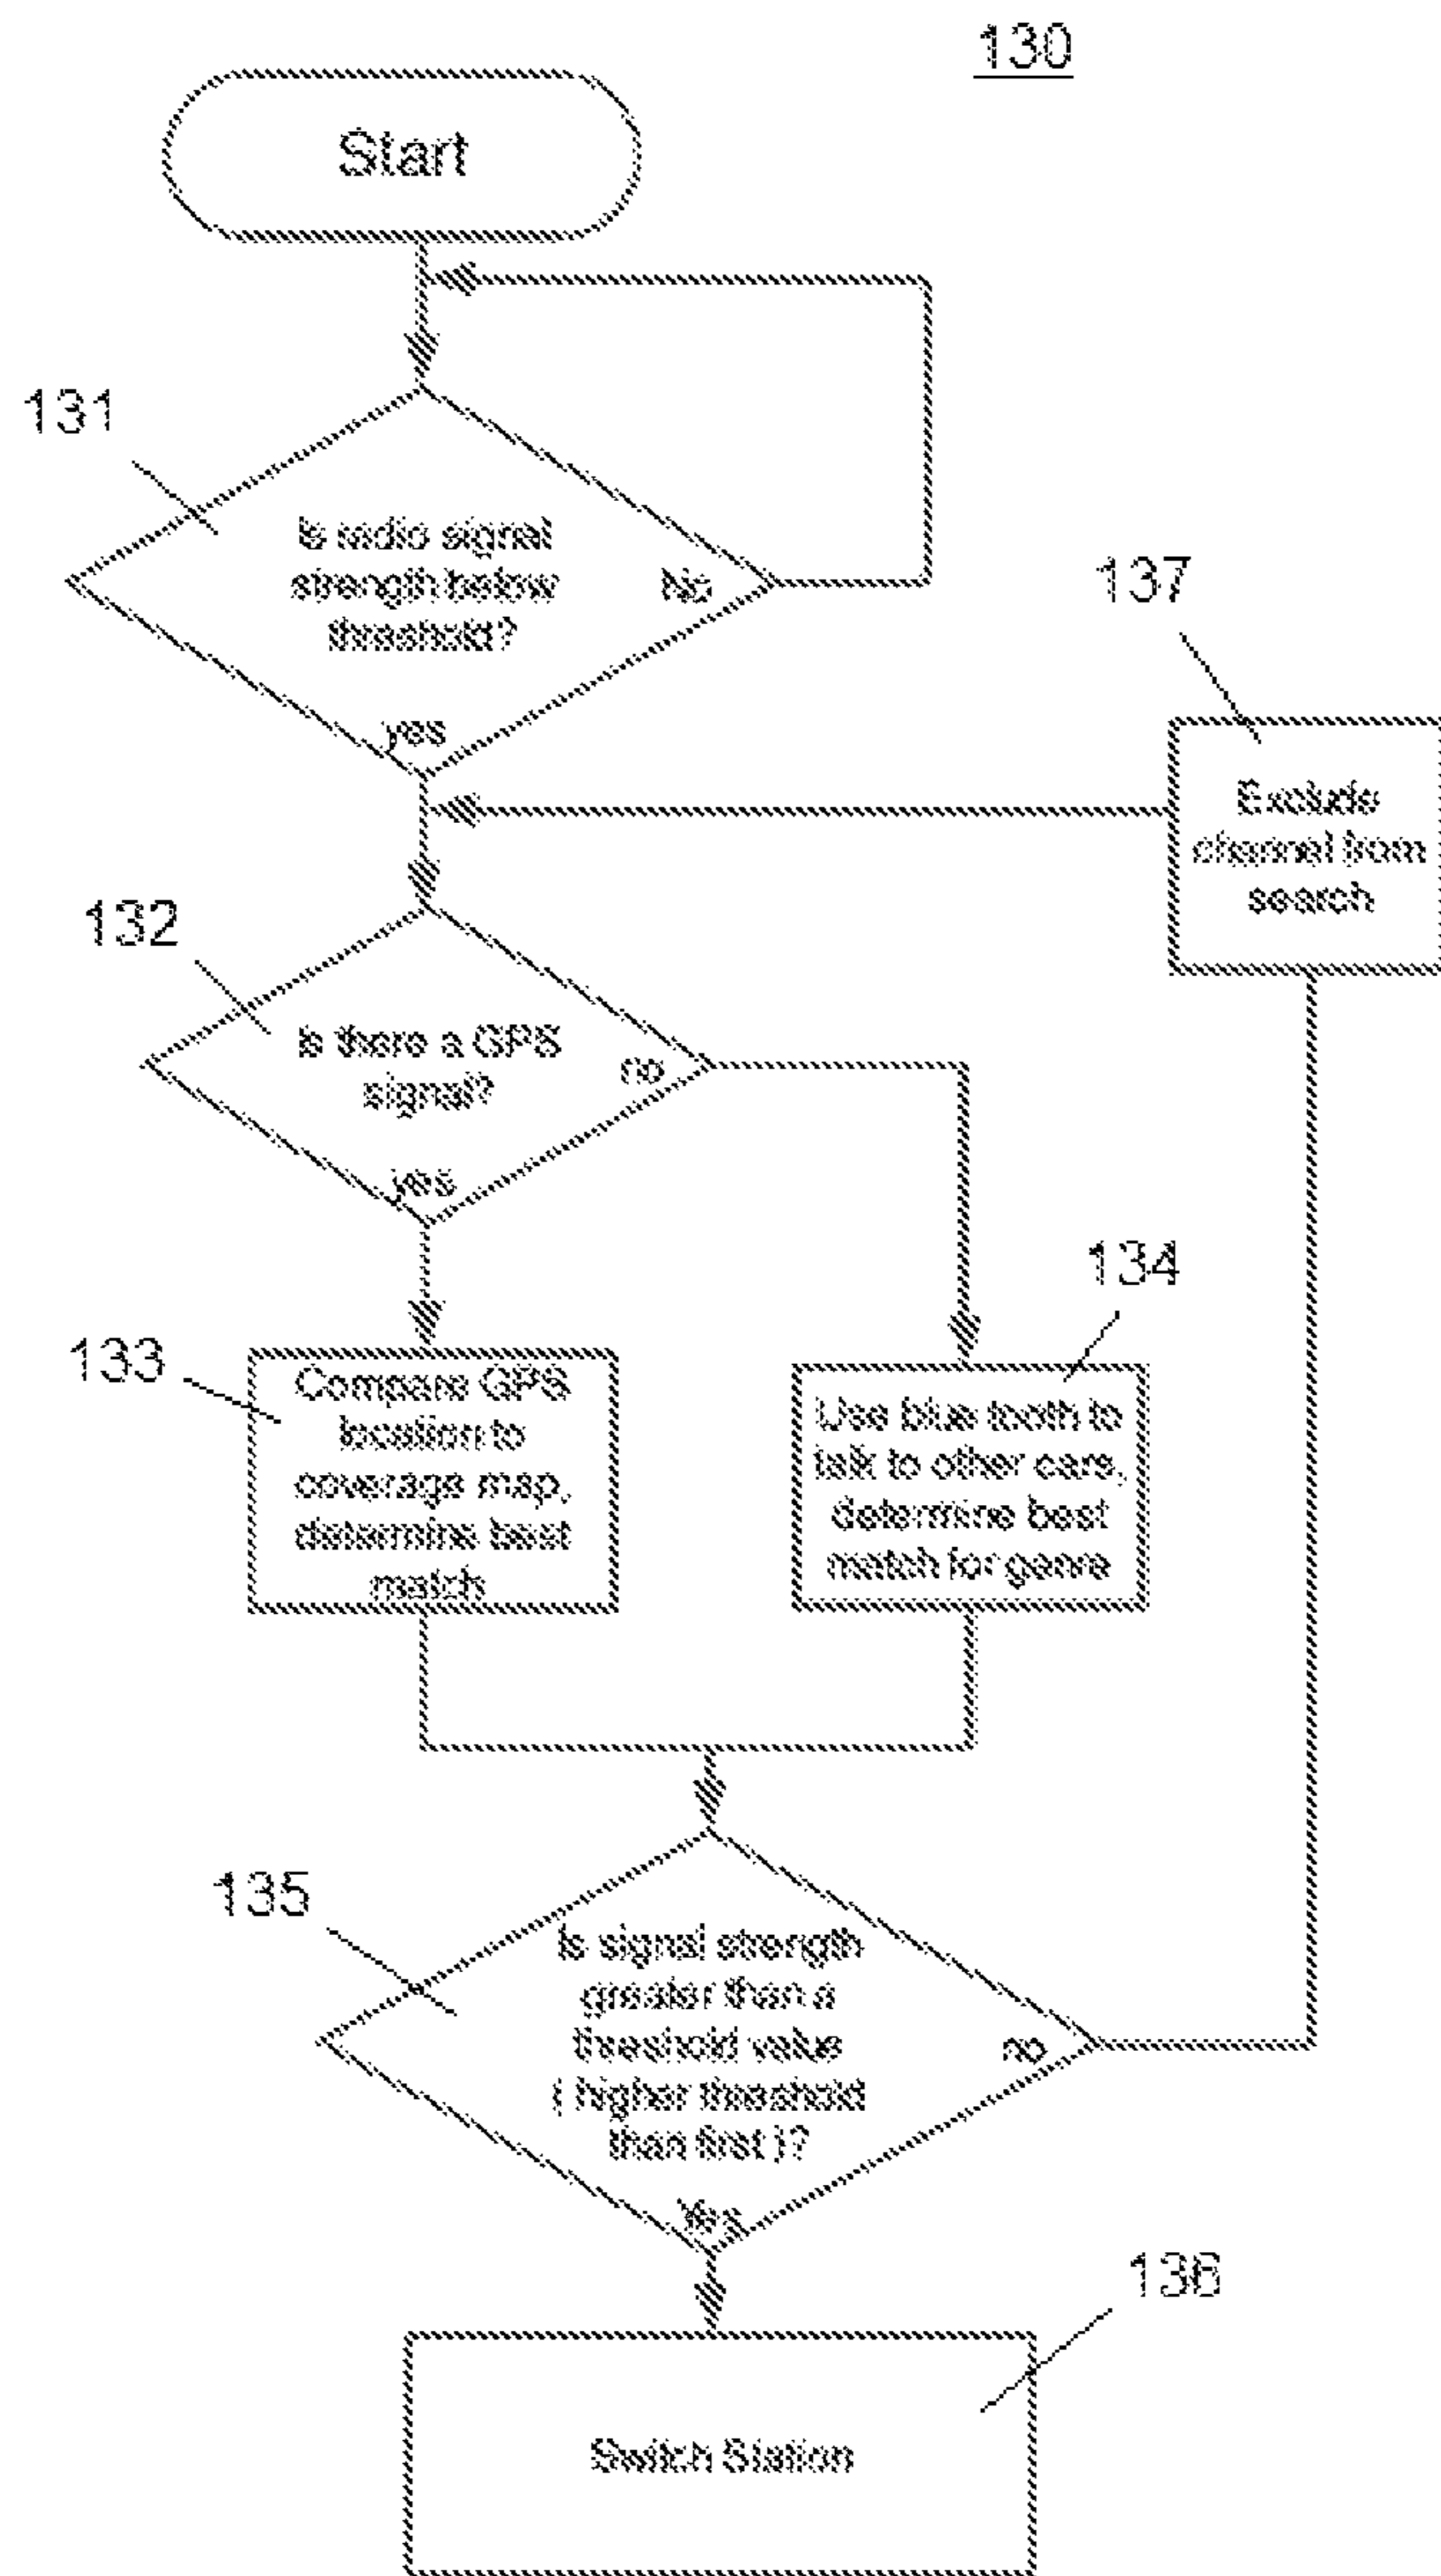 130
Start
131
Is radio signal
strength below
threshold?
No
yes
137
Exclude
channel from
search
132
Is there a GPS
signal?
no
yes
133
Compare GPS
location to
coverage map,
determine best
match
134
Use blue tooth to
talk to other cars,
determine best
match for genre
135
Is signal strength
greater than a
threshold value
( higher threshold
than first )?
no
Yes
136
Switch Station